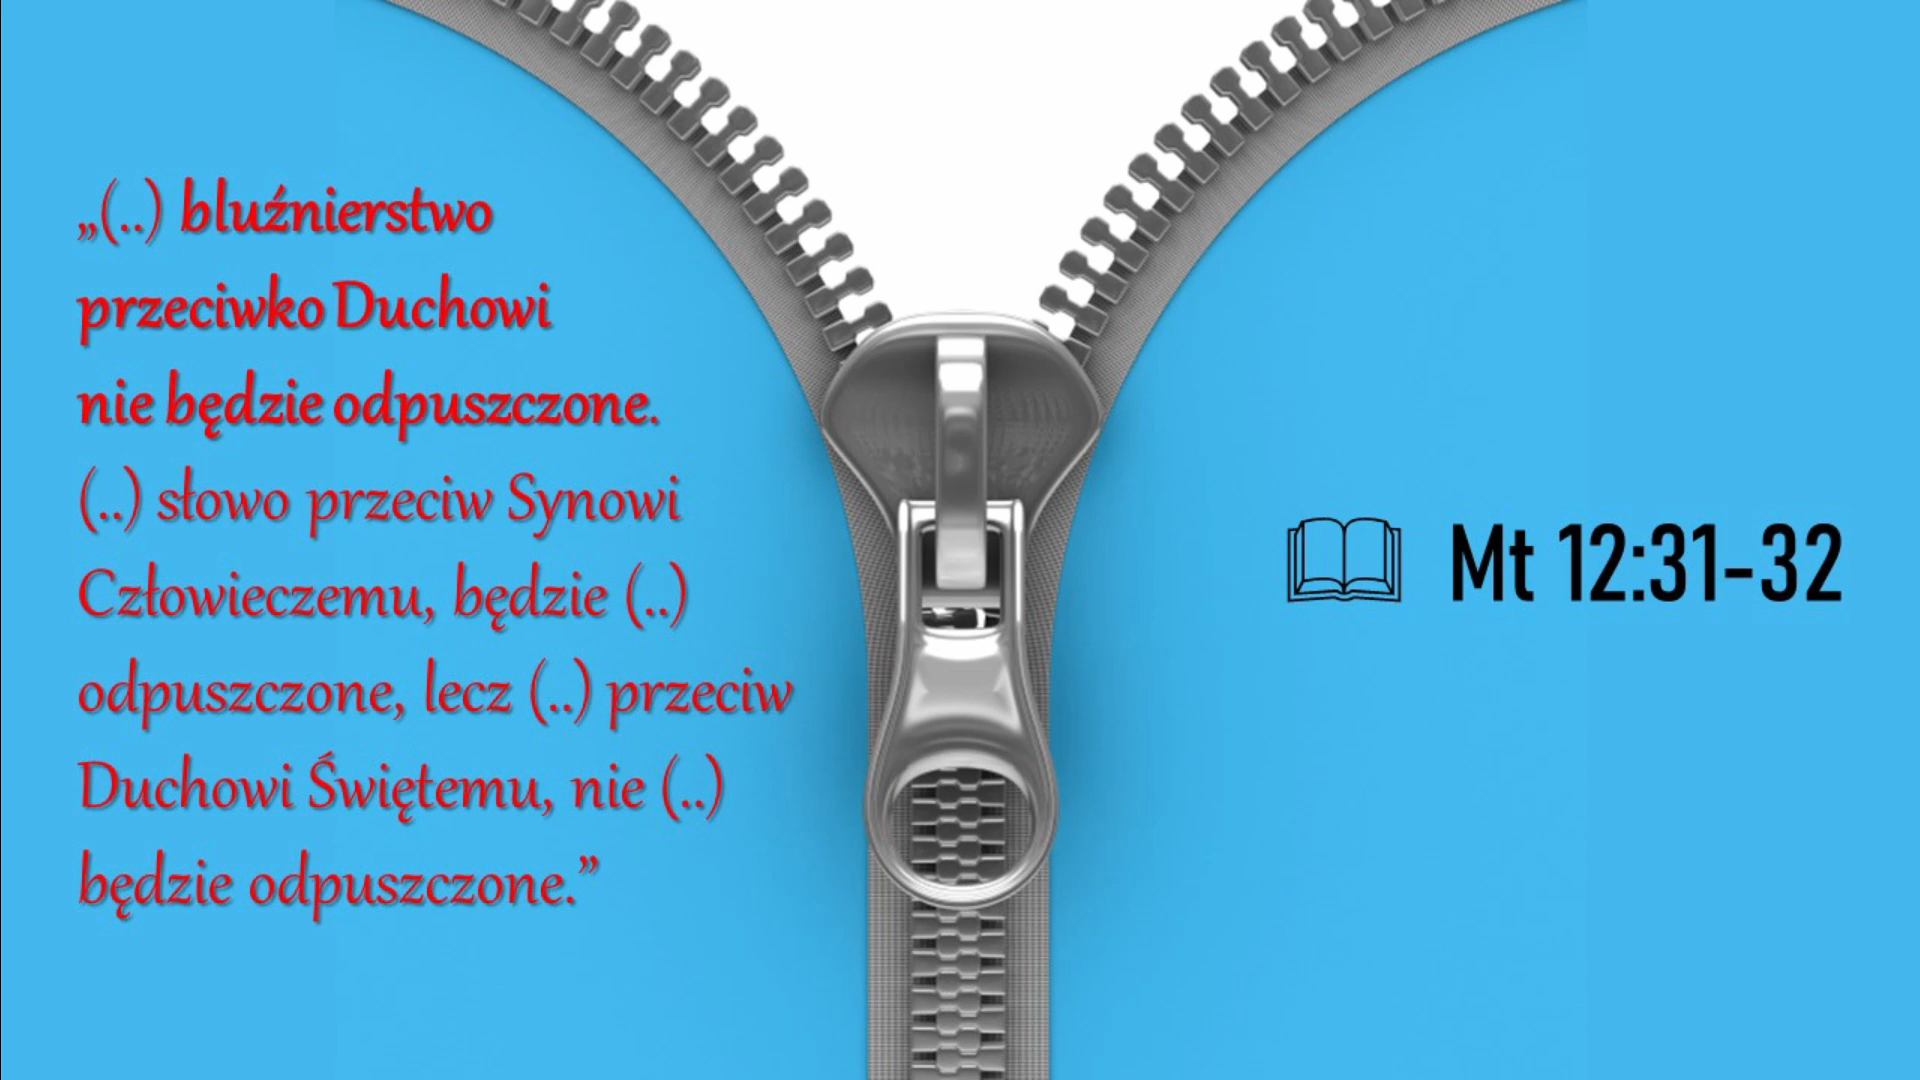 „(..) bluźnierstwo
przeciwko Duchowi
nie będzie odpuszczone.
(..) słowo przeciw Synowi
Człowieczemu, będzie (..)
odpuszczone, lecz (..) przeciw
Duchowi Świętemu, nie (..)
będzie odpuszczone.”
Mt 12:31-32